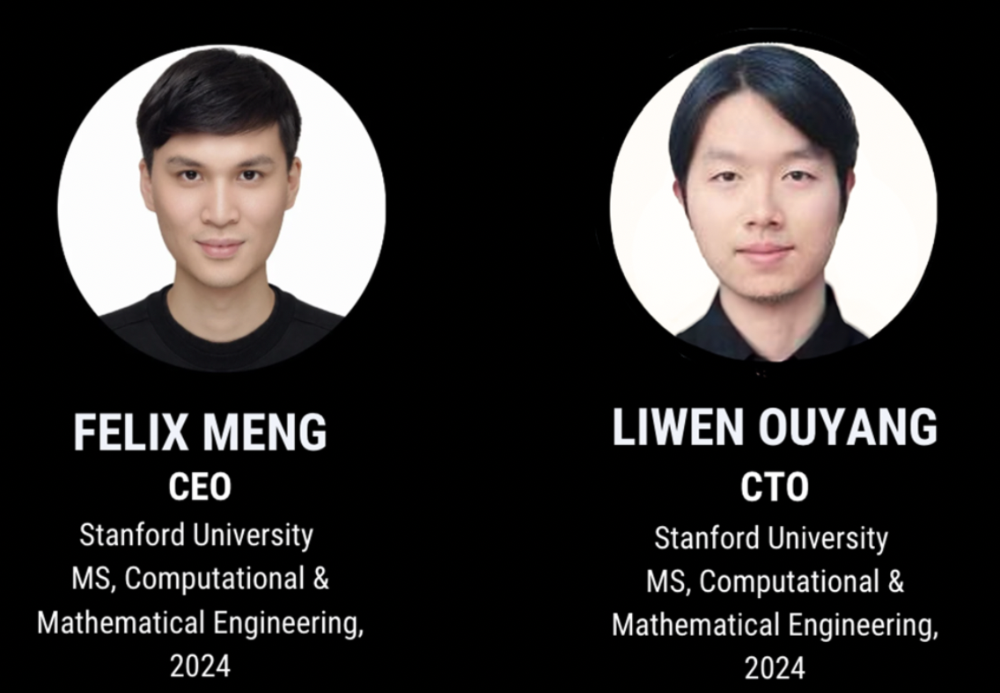 FELIX MENG
CEO
Stanford University
MS, Computational &
Mathematical Engineering,
2024
LIWEN OUYANG
CTO
Stanford University
MS, Computational &
Mathematical Engineering,
2024